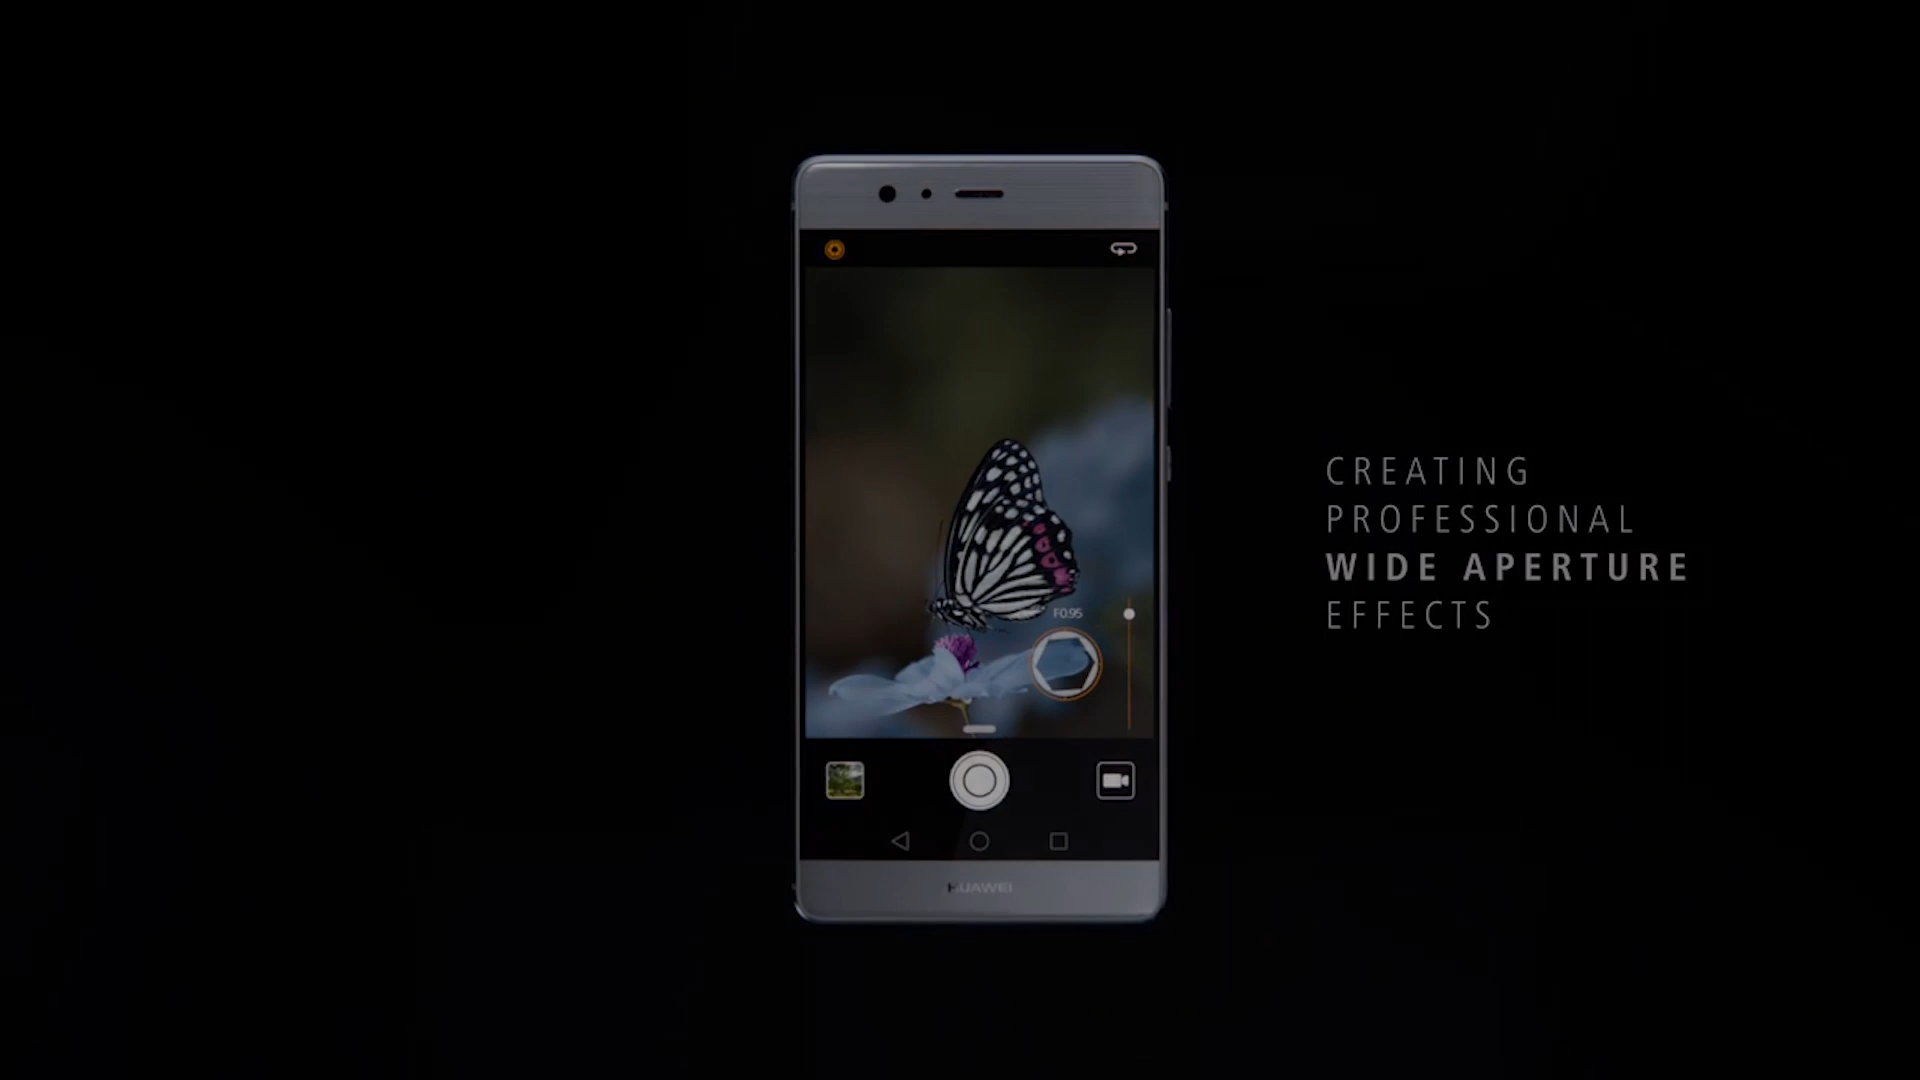 F0.95
CREATING
PROFESSIONAL
WIDE APERTURE
EFFECTS
HUAWEI